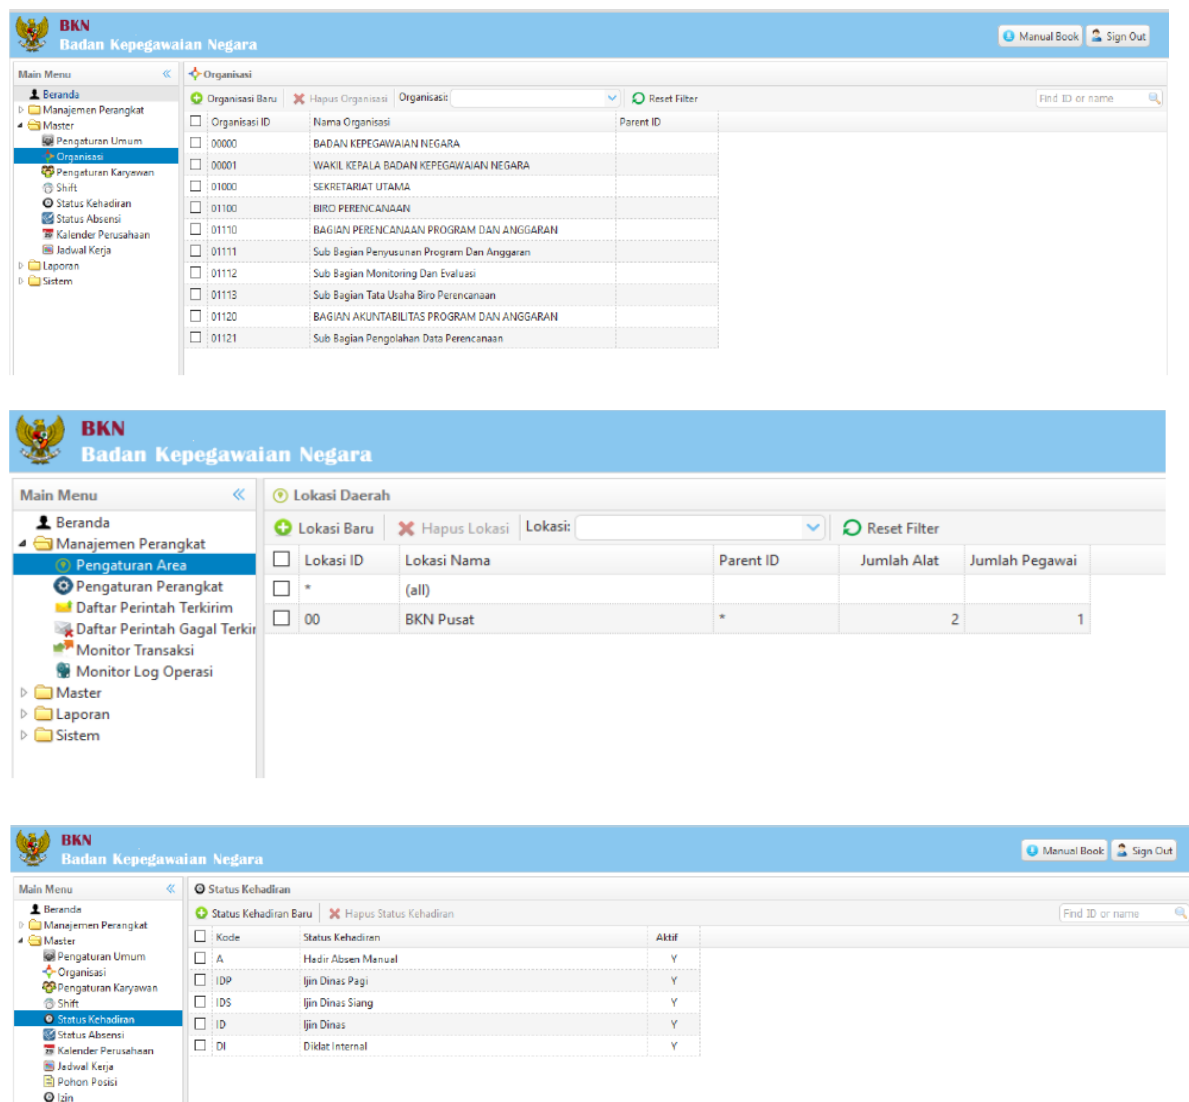 BKN
Badan Kepegawaian Negara
Manual Book Sign Out
Main Menu
Beranda
Manajemen Perangkat
Master
Pengaturan Umum
Organisasi
Pengaturan Karyawan
Shift
Status Kehadiran
Status Absensi
Kalender Perusahaan
Jadwal Kerja
Laporan
Sistem
Organisasi
Organisasi Baru Hapus Organisasi Organisasi: Reset Filter Find ID or name
Organisasi ID Nama Organisasi Parent ID
00000 BADAN KEPEGAWAIAN NEGARA
00001 WAKIL KEPALA BADAN KEPEGAWAIAN NEGARA
01000 SEKRETARIAT UTAMA
01100 BIRO PERENCANAAN
01110 BAGIAN PERENCANAAN PROGRAM DAN ANGGARAN
01111 Sub Bagian Penyusunan Program Dan Anggaran
01112 Sub Bagian Monitoring Dan Evaluasi
01113 Sub Bagian Tata Usaha Biro Perencanaan
01120 BAGIAN AKUNTABILITAS PROGRAM DAN ANGGARAN
01121 Sub Bagian Pengolahan Data Perencanaan
BKN
Badan Kepegawaian Negara
Main Menu
Beranda
Manajemen Perangkat
Pengaturan Area
Pengaturan Perangkat
Daftar Perintah Terkirim
Daftar Perintah Gagal Terkir
Monitor Transaksi
Monitor Log Operasi
Master
Laporan
Sistem
Lokasi Daerah
Lokasi Baru Hapus Lokasi Lokasi: Reset Filter
Lokasi ID Lokasi Nama Parent ID Jumlah Alat Jumlah Pegawai
* (all)
00 BKN Pusat * 2 1
BKN
Badan Kepegawaian Negara
Manual Book Sign Out
Main Menu
Beranda
Manajemen Perangkat
Master
Pengaturan Umum
Organisasi
Pengaturan Karyawan
Shift
Status Kehadiran
Status Absensi
Kalender Perusahaan
Jadwal Kerja
Pohon Posisi
Izin
Status Kehadiran
Status Kehadiran Baru Hapus Status Kehadiran Find ID or name
Kode Status Kehadiran Aktif
A Hadir Absen Manual Y
IDP Ijin Dinas Pagi Y
IDS Ijin Dinas Siang Y
ID Ijin Dinas Y
DI Diklat Internal Y